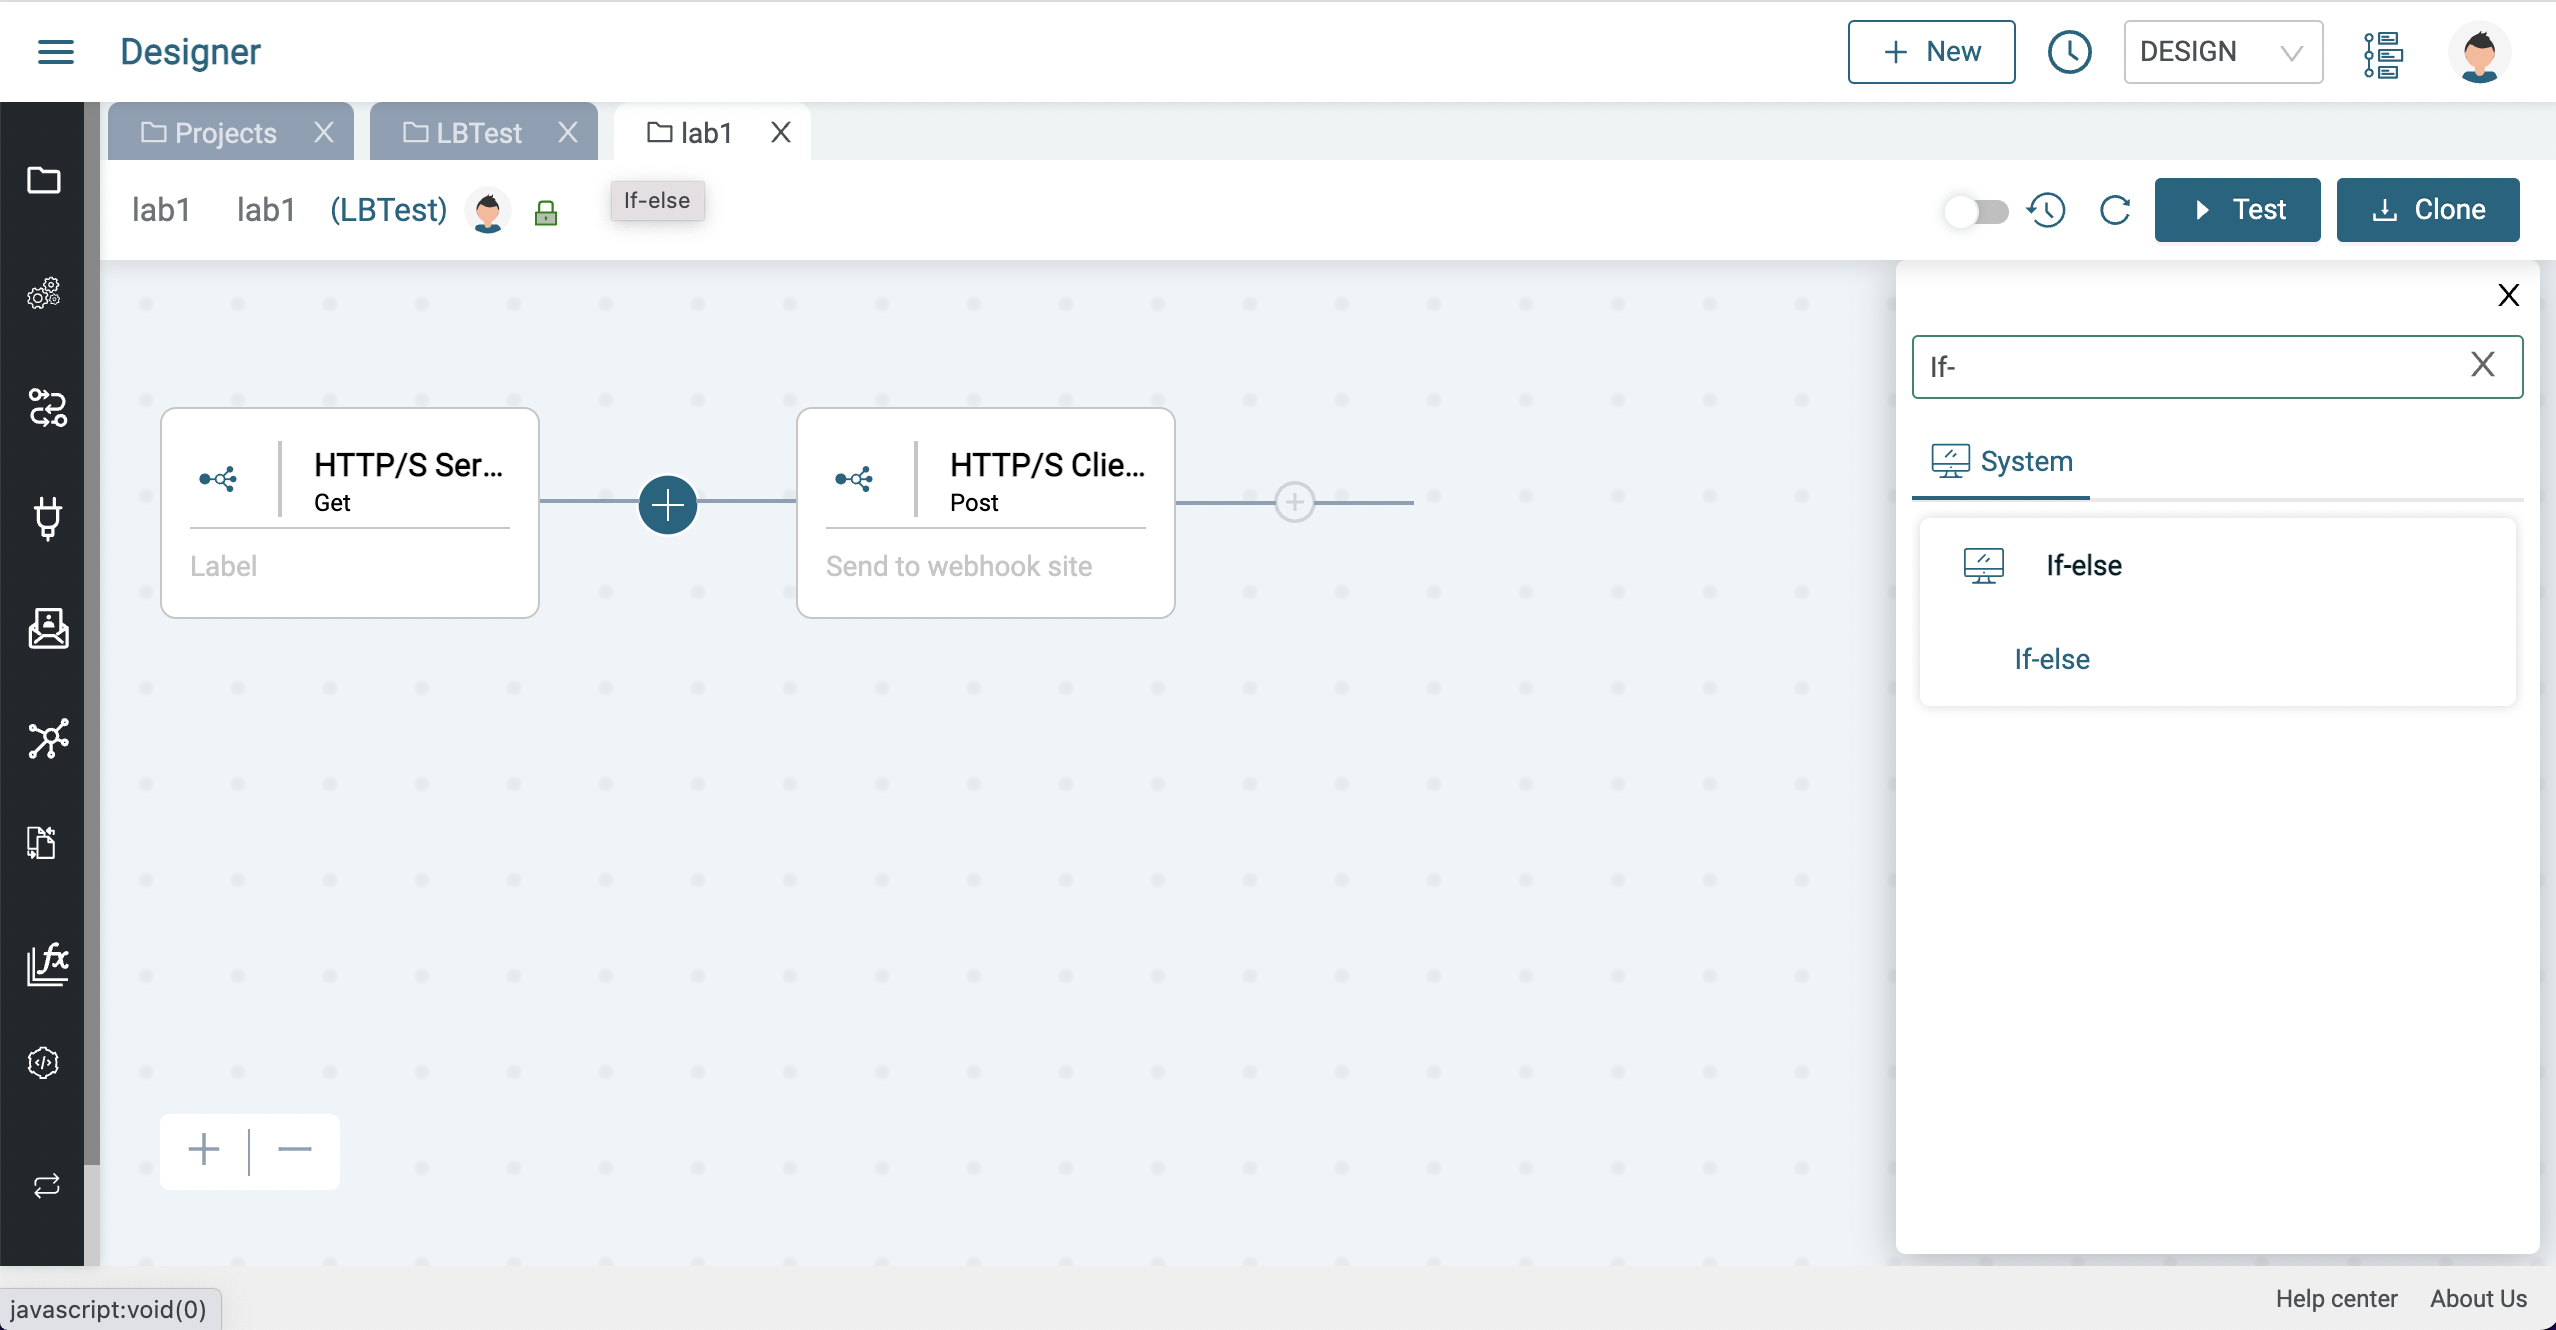 Designer
New
DESIGN
Projects
LBTest
lab1
lab1
lab1
(LBTest)
If-else
Test
Clone
If-
System
If-else
If-else
HTTP/S Ser...
Get
Label
HTTP/S Clie...
Post
Send to webhook site
fx
javascript:void(0)
Help center
About Us